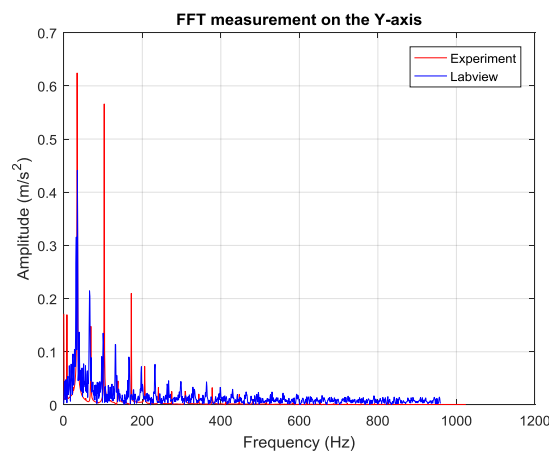 FFT measurement on the Y-axis
Experiment
Labview
Amplitude (m/s²)
0.7
0.6
0.5
0.4
0.3
0.2
0.1
0
0 200 400 600 800 1000 1200
Frequency (Hz)